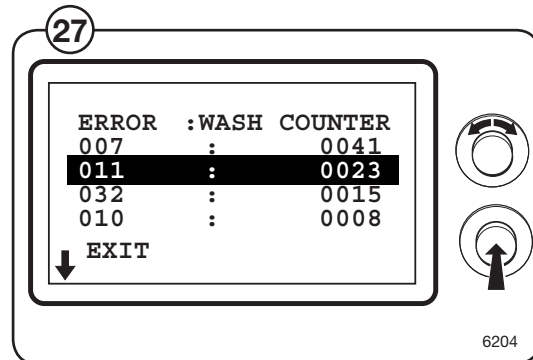 27
ERROR :WASH COUNTER
007 : 0041
011 : 0023
032 : 0015
010 : 0008
EXIT
6204